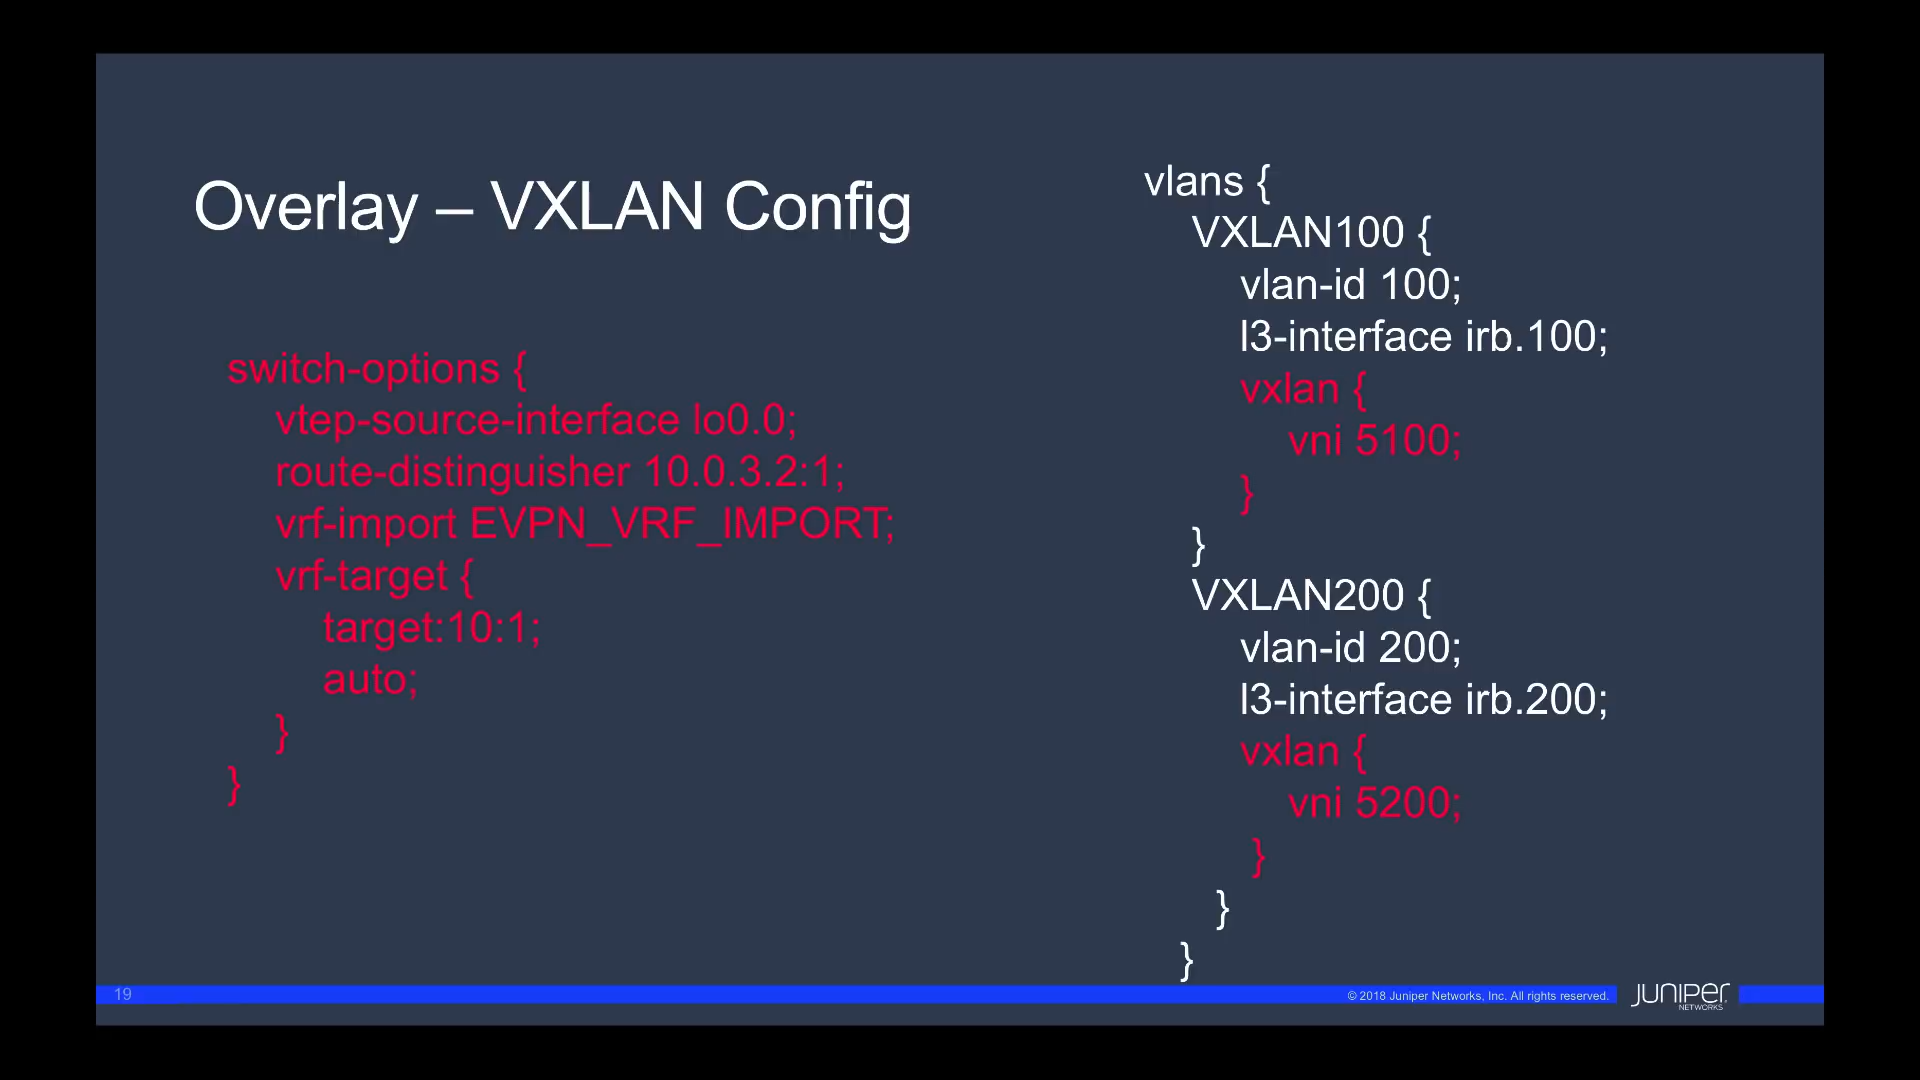 Overlay – VXLAN Config
switch-options {
vtep-source-interface lo0.0;
route-distinguisher 10.0.3.2:1;
vrf-import EVPN_VRF_IMPORT;
vrf-target {
target:10:1;
auto;
}
}
vlans {
VXLAN100 {
vlan-id 100;
l3-interface irb.100;
vxlan {
vni 5100;
}
}
VXLAN200 {
vlan-id 200;
l3-interface irb.200;
vxlan {
vni 5200;
}
}
}
19
© 2018 Juniper Networks, Inc. All rights reserved.
JUNIPer
NETWORKS